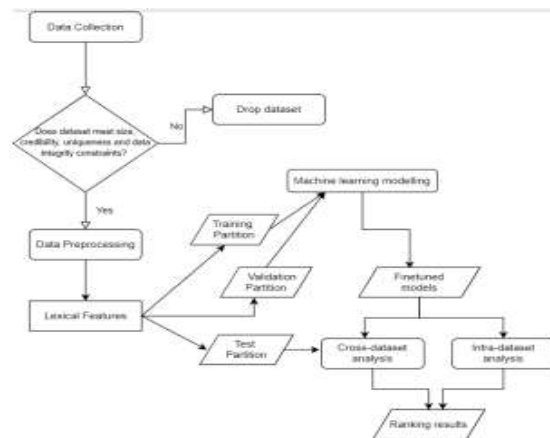 Data Collection
Does dataset meet size,
credibility, uniqueness and data
integrity constraints?
No
Drop dataset
Yes
Data Preprocessing
Lexical Features
Training
Partition
Validation
Partition
Test
Partition
Machine learning modelling
Finetuned
models
Cross-dataset
analysis
Intra-dataset
analysis
Ranking results